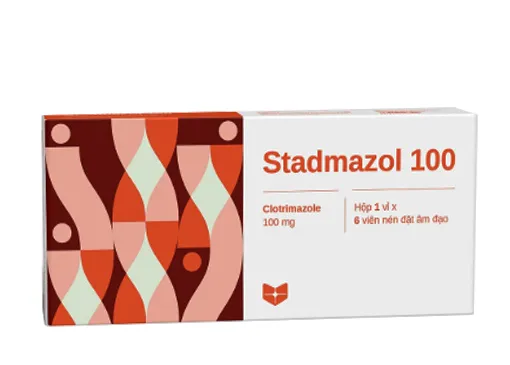 Stadmazol 100
Clotrimazole
100 mg
Hộp 1 vỉ x
6 viên nén đặt âm đạo